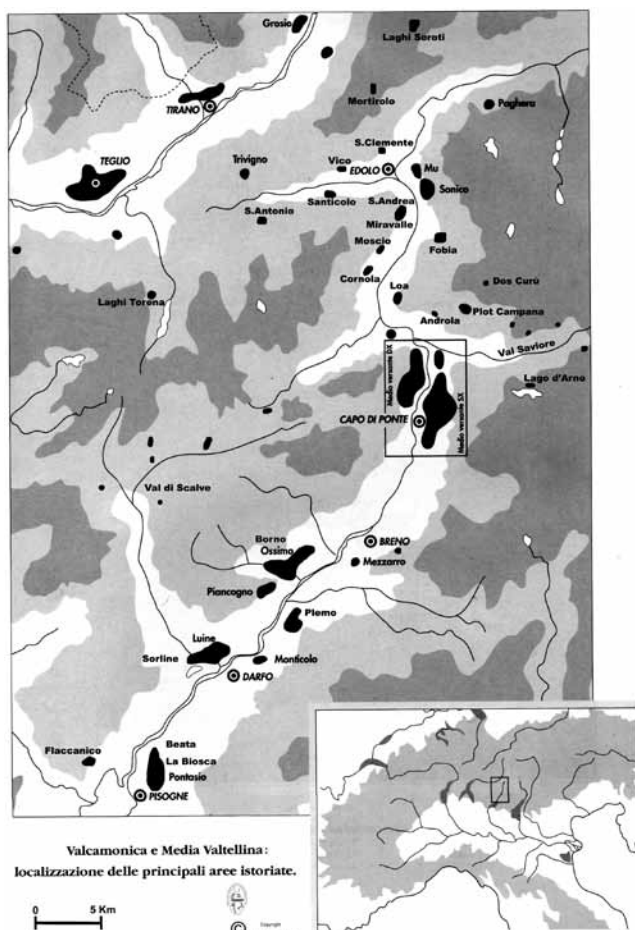 Grosio
Laghi Seroti
Mortirolo
Paghera
TIRANO
S.Clemente
TEGLIO
Trivigno
Vico
EDOLO
Mu
Sonico
Santicolo
S.Andrea
S.Antonio
Miravalle
Moscio
Fobia
Cornola
Dos Curù
Laghi Torena
Loa
Plot Campana
Androla
Val Saviore
Medio versante DX
Lago d'Arno
CAPO DI PONTE
Medio versante SX
Val di Scalve
BRENO
Borno
Ossimo
Mezzarro
Piancogno
Plemo
Luine
Sorline
Monticolo
DARFO
Beata
Flaccanico
La Biosca
Pontasio
PISOGNE
Valcamonica e Media Valtellina:
localizzazione delle principali aree istoriate.
0 5 Km
Copyright
©